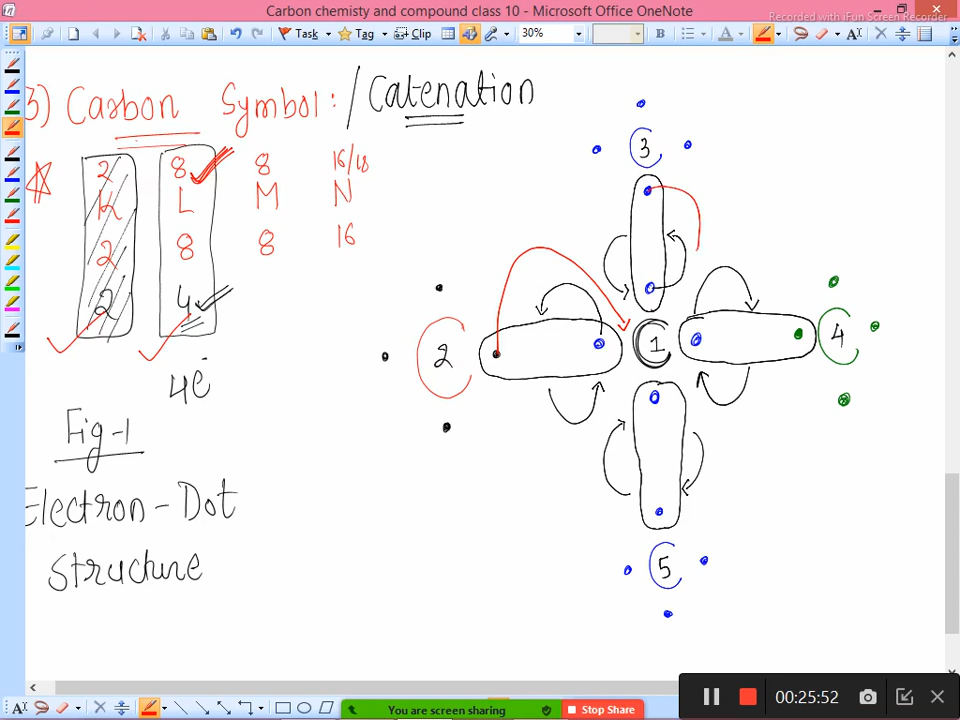 Carbon chemisty and compound class 10 - Microsoft Office OneNote
Recorded with iFun Screen Recorder
Task Tag Clip 30% B A
3) Carbon Symbol: / Catenation
2 8 8 16/18
K L M N
2 8 8 16
2 4
4e-
Fig-1
Electron-Dot
Structure
3
2 1 4
5
You are screen sharing Stop Share
00:25:52